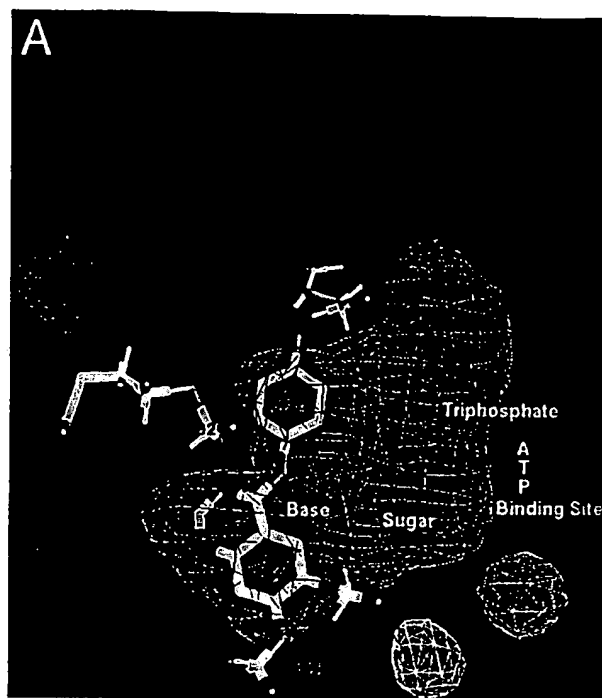 A
Triphosphate
A
T
P
Base
Sugar
Binding Site